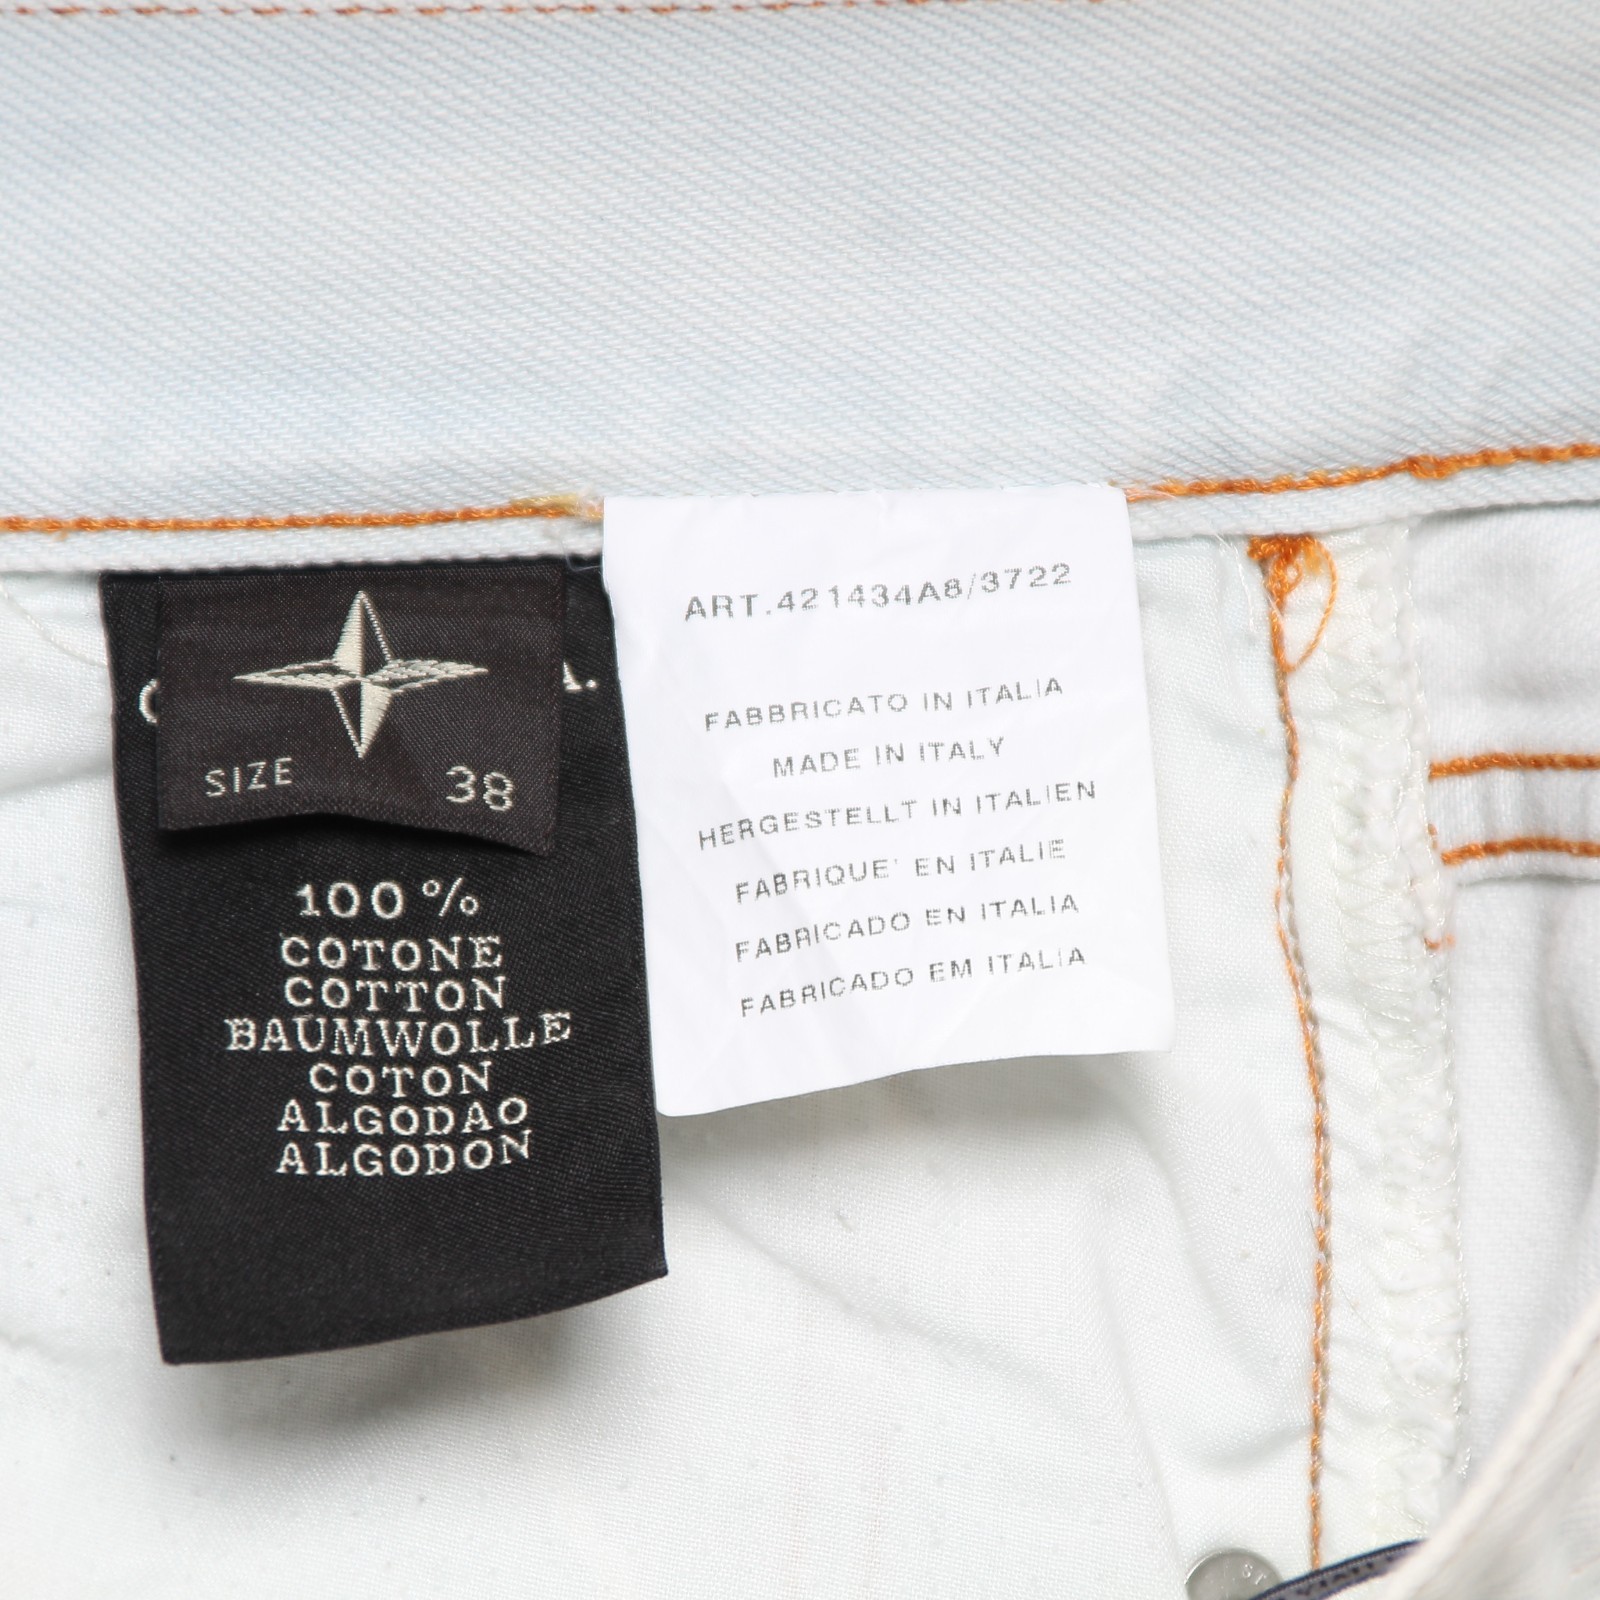 SIZE 38
100 %
COTONE
COTTON
BAUMWOLLE
COTON
ALGODAO
ALGODON
ART.421434A8/3722
FABBRICATO IN ITALIA
MADE IN ITALY
HERGESTELLT IN ITALIEN
FABRIQUE' EN ITALIE
FABRICADO EN ITALIA
FABRICADO EM ITALIA